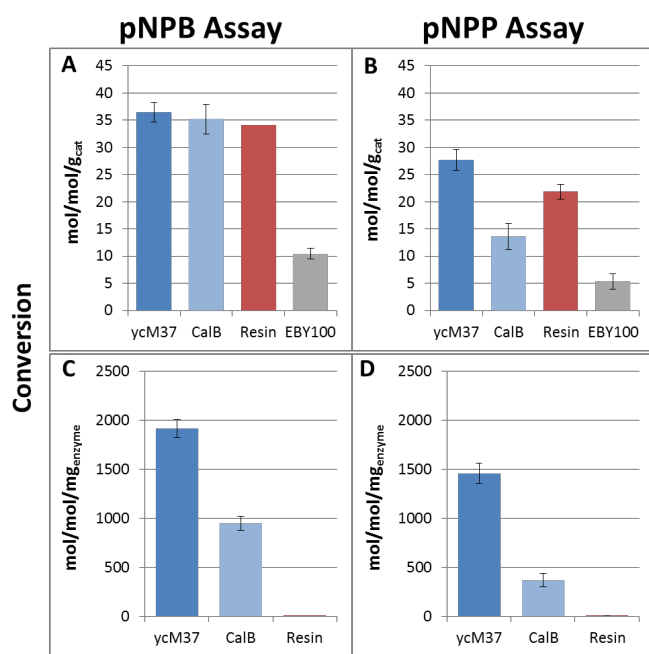 pNPB Assay
pNPP Assay
Conversion
A
mol/mol/gcat
45
40
35
30
25
20
15
10
5
0
ycM37 CalB Resin EBY100
B
mol/mol/gcat
45
40
35
30
25
20
15
10
5
0
ycM37 CalB Resin EBY100
C
mol/mol/mgenzyme
2500
2000
1500
1000
500
0
ycM37 CalB Resin
D
mol/mol/mgenzyme
2500
2000
1500
1000
500
0
ycM37 CalB Resin